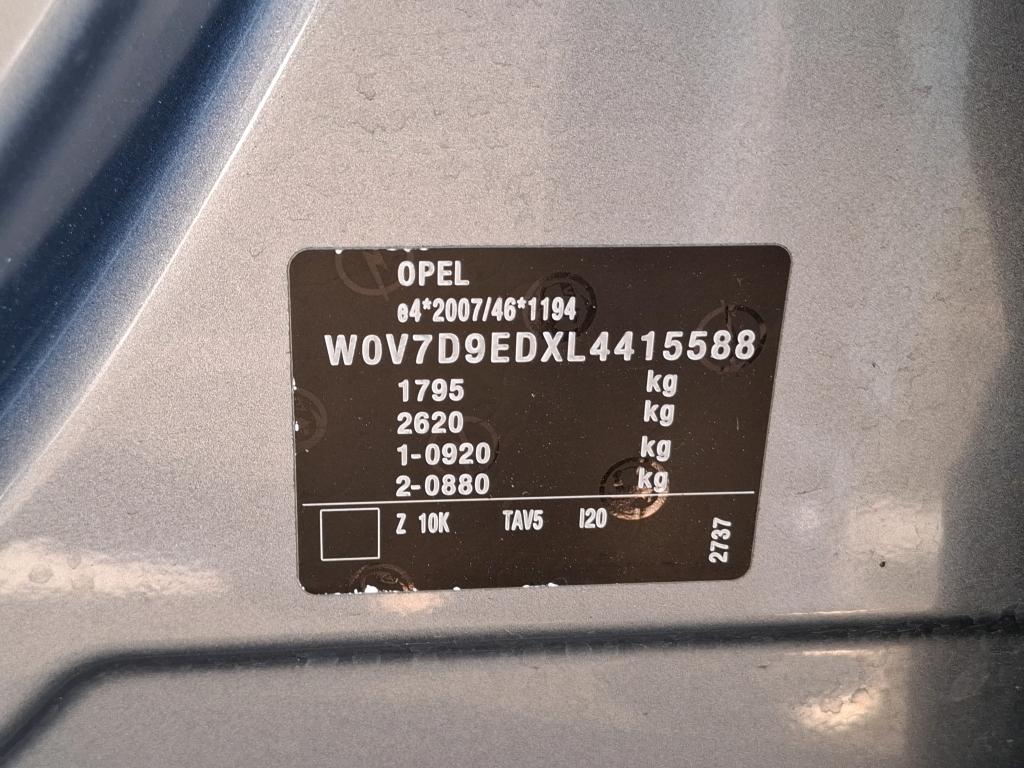 OPEL
e4*2007/46*1194
W0V7D9EDXL4415588
1795 kg
2620 kg
1-0920 kg
2-0880 kg
Z 10K TAV5 I20
2737